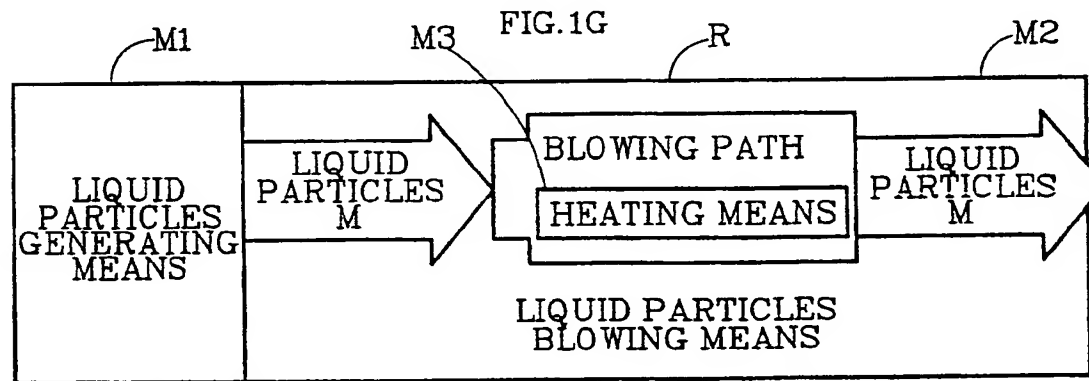 FIG.1G
M1
M3
R
M2
LIQUID
PARTICLES
GENERATING
MEANS
LIQUID
PARTICLES
M
BLOWING PATH
HEATING MEANS
LIQUID
PARTICLES
M
LIQUID PARTICLES
BLOWING MEANS